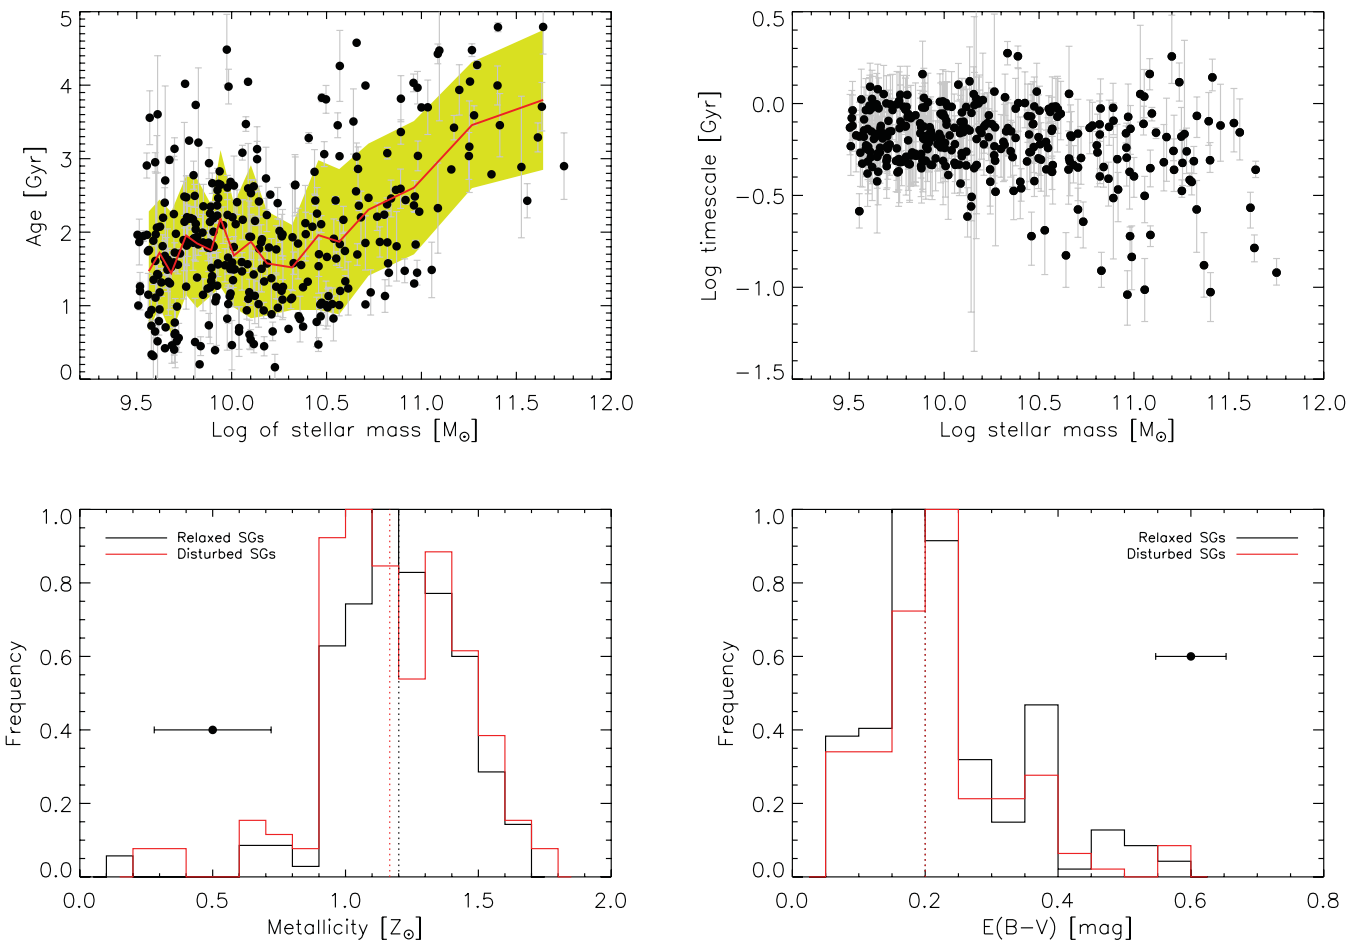 5
4
3
2
1
0
Age [Gyr]
9.5 10.0 10.5 11.0 11.5 12.0
Log of stellar mass [M⊙]
0.5
0.0
−0.5
−1.0
−1.5
Log timescale [Gyr]
9.5 10.0 10.5 11.0 11.5 12.0
Log stellar mass [M⊙]
1.0
0.8
0.6
0.4
0.2
0.0
Frequency
Relaxed SGs
Disturbed SGs
0.0 0.5 1.0 1.5 2.0
Metallicity [Z⊙]
1.0
0.8
0.6
0.4
0.2
0.0
Frequency
Relaxed SGs
Disturbed SGs
0.0 0.2 0.4 0.6 0.8
E(B−V) [mag]